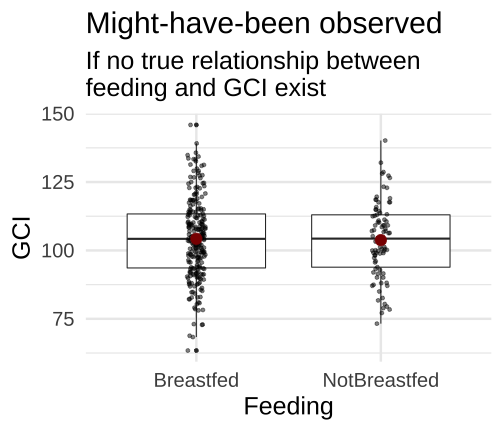 Might-have-been observed
If no true relationship between
feeding and GCI exist
150
125
100
75
GCI
Breastfed
NotBreastfed
Feeding